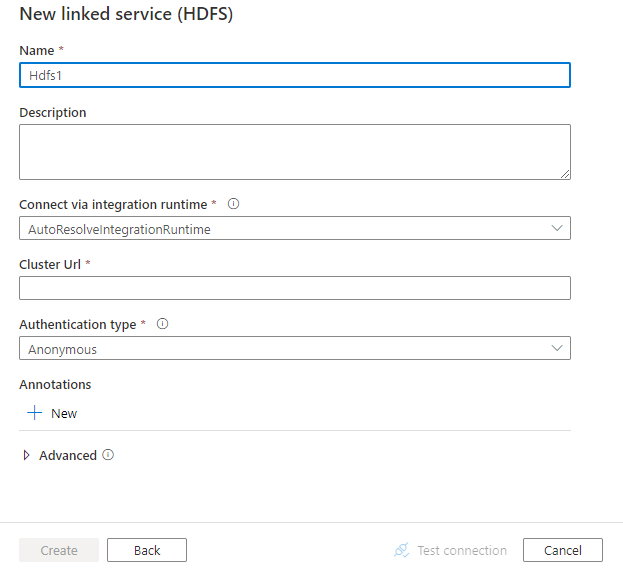 New linked service (HDFS)
Name *
Hdfs1
Description
Connect via integration runtime *
AutoResolveIntegrationRuntime
Cluster Url *
Authentication type *
Anonymous
Annotations
New
Advanced
Create Back Test connection Cancel